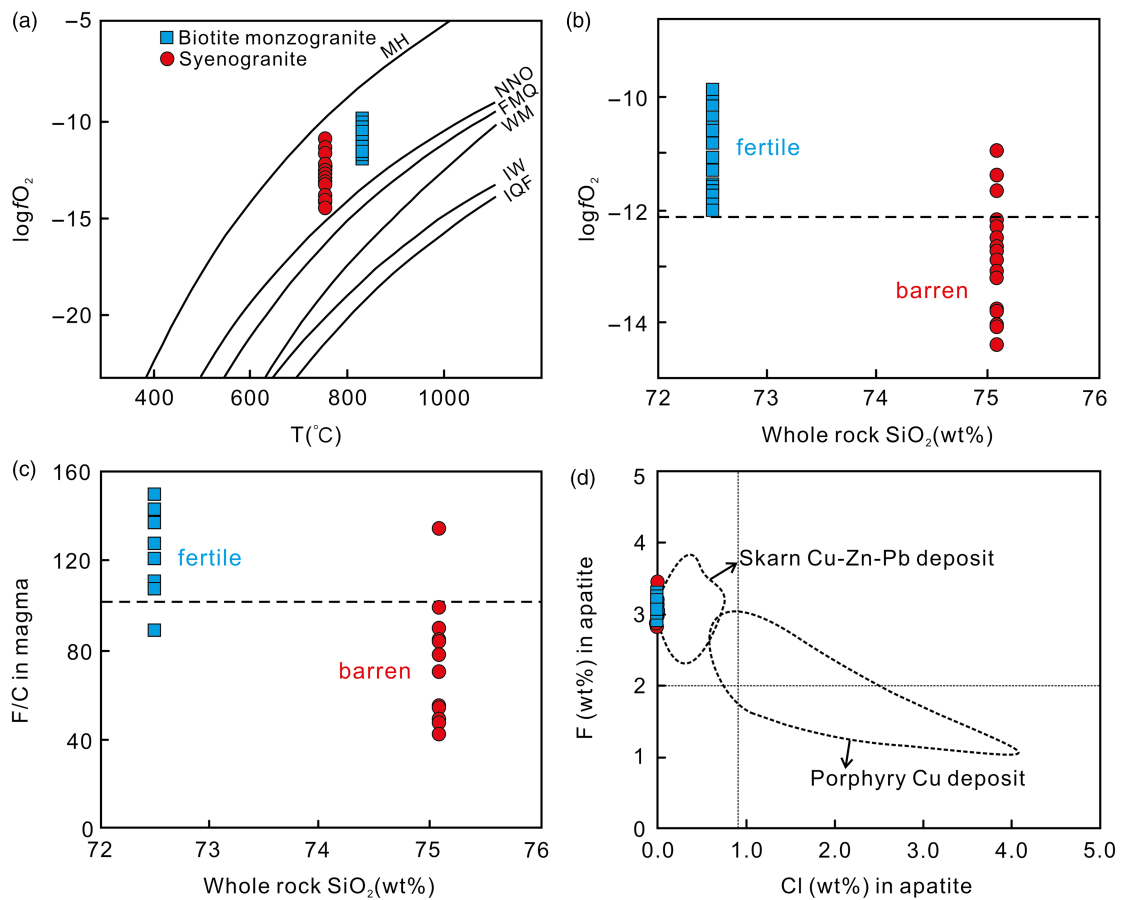 (a)
−5
−10
−15
−20
logfO2
400
600
800
1000
T(℃)
Biotite monzogranite
Syenogranite
MH
NNO
FMQ
WM
IW
IQF
(b)
−10
−12
−14
logfO2
fertile
barren
72
73
74
75
76
Whole rock SiO2(wt%)
(c)
160
120
80
40
0
F/C in magma
fertile
barren
72
73
74
75
76
Whole rock SiO2(wt%)
(d)
5
4
3
2
1
0
F (wt%) in apatite
Skarn Cu-Zn-Pb deposit
Porphyry Cu deposit
0.0
1.0
2.0
3.0
4.0
5.0
Cl (wt%) in apatite